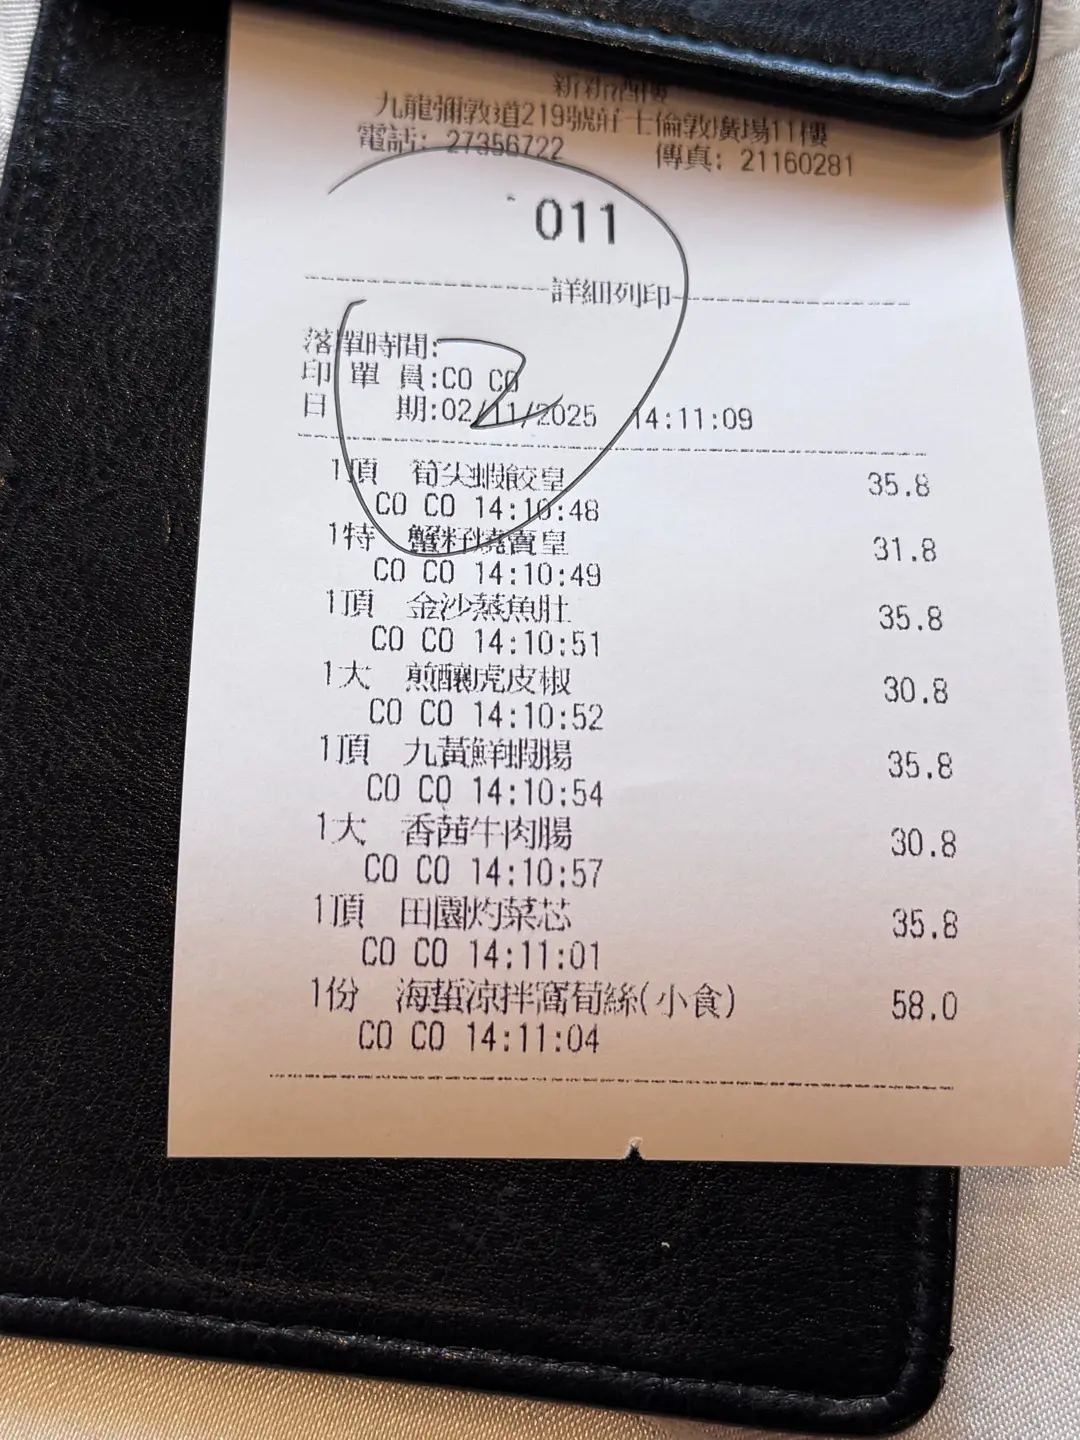 九龍彌敦道219號莊士倫敦廣場11樓
電話: 27356722 傳真: 21160281
011
詳細列印
落單時間:
印 單 員:CO CO
日 期:02/11/2025 14:11:09
2
1頂 筍尖蝦餃皇 35.8
CO CO 14:10:48
1特 蟹籽燒賣皇 31.8
CO CO 14:10:49
1頂 金沙蒸魚肚 35.8
CO CO 14:10:51
1大 煎釀虎皮椒 30.8
CO CO 14:10:52
1頂 九黃鮮蝦腸 35.8
CO CO 14:10:54
1大 香茜牛肉腸 30.8
CO CO 14:10:57
1頂 田園灼菜芯 35.8
CO CO 14:11:01
1份 海蜇涼拌窩筍絲(小食) 58.0
CO CO 14:11:04